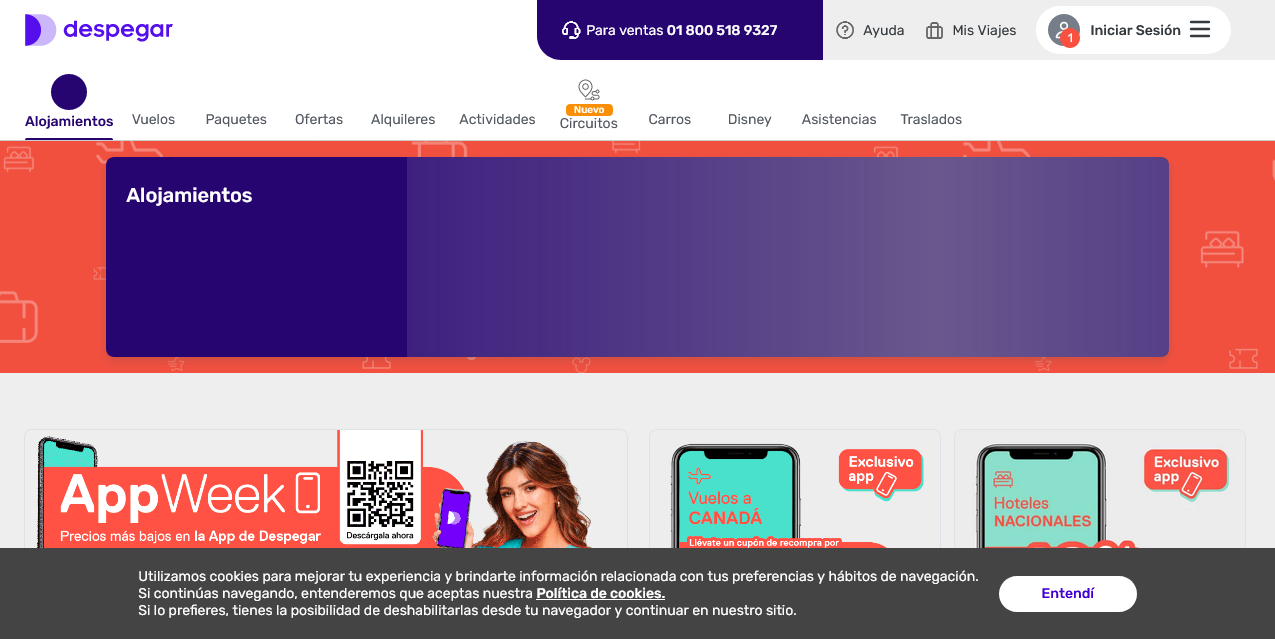 despegar
Para ventas 01 800 518 9327
Ayuda
Mis Viajes
1
Iniciar Sesión
Alojamientos
Vuelos
Paquetes
Ofertas
Alquileres
Actividades
Nuevo
Circuitos
Carros
Disney
Asistencias
Traslados
Alojamientos
AppWeek
Precios más bajos en la App de Despegar
Descárgala ahora
Vuelos a
CANADÁ
Llévate un cupón de recompra por
Exclusivo
app
Hoteles
NACIONALES
Exclusivo
app
Utilizamos cookies para mejorar tu experiencia y brindarte información relacionada con tus preferencias y hábitos de navegación.
Si continúas navegando, entenderemos que aceptas nuestra Política de cookies.
Si lo prefieres, tienes la posibilidad de deshabilitarlas desde tu navegador y continuar en nuestro sitio.
Entendí